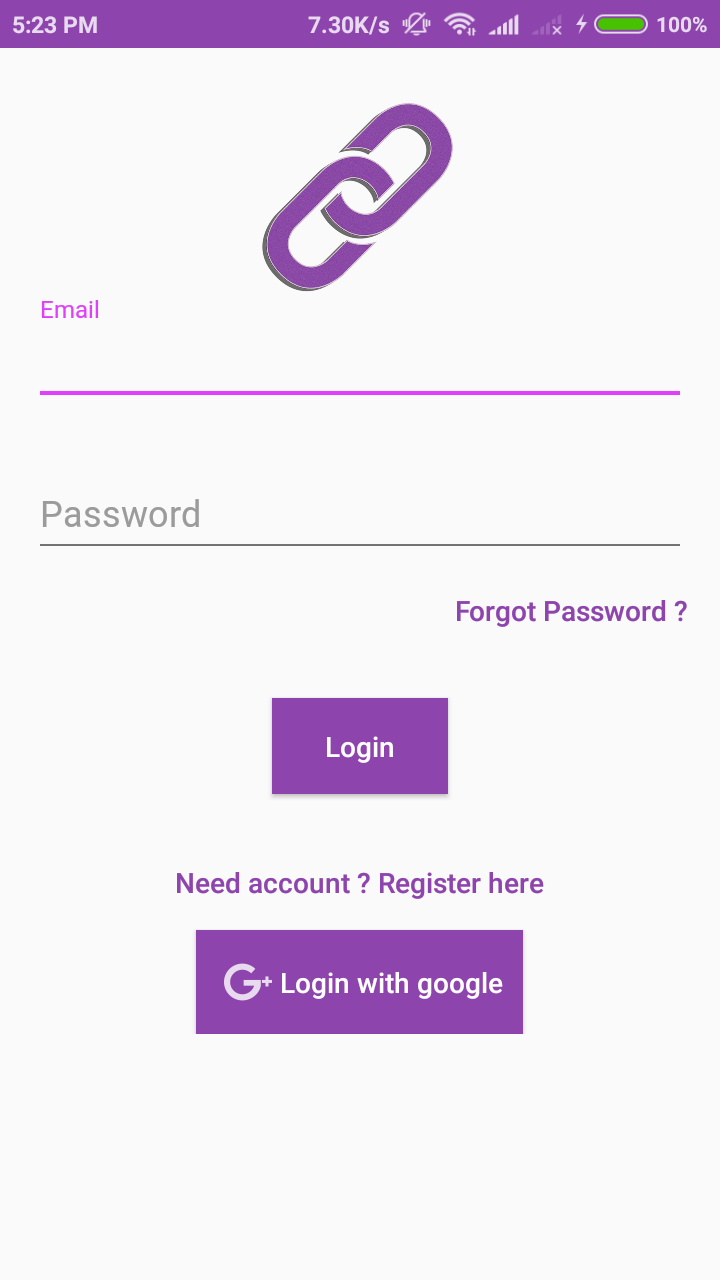 5:23 PM 7.30K/s 100%
Email
Password
Forgot Password ?
Login
Need account ? Register here
G+ Login with google